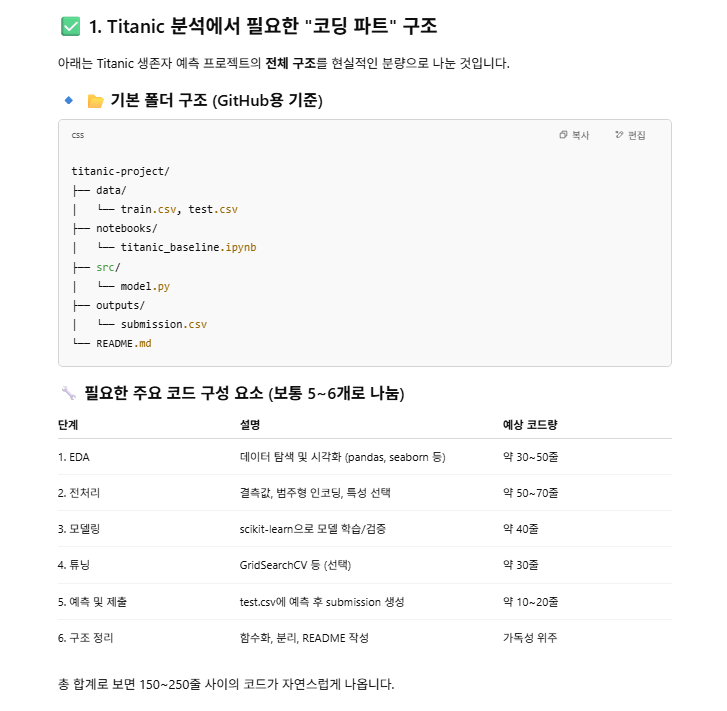 ✅ 1. Titanic 분석에서 필요한 "코딩 파트" 구조
아래는 Titanic 생존자 예측 프로젝트의 전체 구조를 현실적인 분량으로 나눈 것입니다.
🔹 📂 기본 폴더 구조 (GitHub용 기준)
css 복사 편집
titanic-project/
├── data/
│   └── train.csv, test.csv
├── notebooks/
│   └── titanic_baseline.ipynb
├── src/
│   └── model.py
├── outputs/
│   └── submission.csv
└── README.md
🔧 필요한 주요 코드 구성 요소 (보통 5~6개로 나눔)
단계 설명 예상 코드량
1. EDA 데이터 탐색 및 시각화 (pandas, seaborn 등) 약 30~50줄
2. 전처리 결측값, 범주형 인코딩, 특성 선택 약 50~70줄
3. 모델링 scikit-learn으로 모델 학습/검증 약 40줄
4. 튜닝 GridSearchCV 등 (선택) 약 30줄
5. 예측 및 제출 test.csv에 예측 후 submission 생성 약 10~20줄
6. 구조 정리 함수화, 분리, README 작성 가독성 위주
총 합계로 보면 150~250줄 사이의 코드가 자연스럽게 나옵니다.